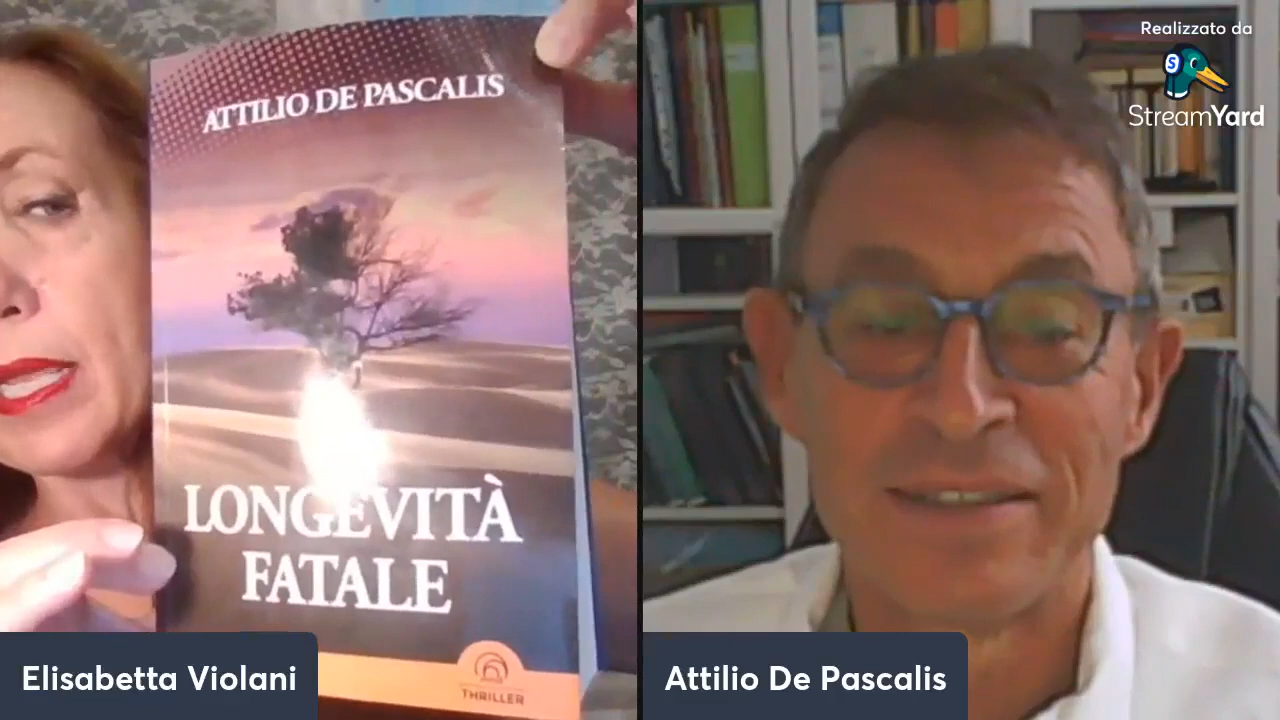 Realizzato da
StreamYard
ATTILIO DE PASCALIS
LONGEVITÀ
FATALE
THRILLER
Elisabetta Violani
Attilio De Pascalis